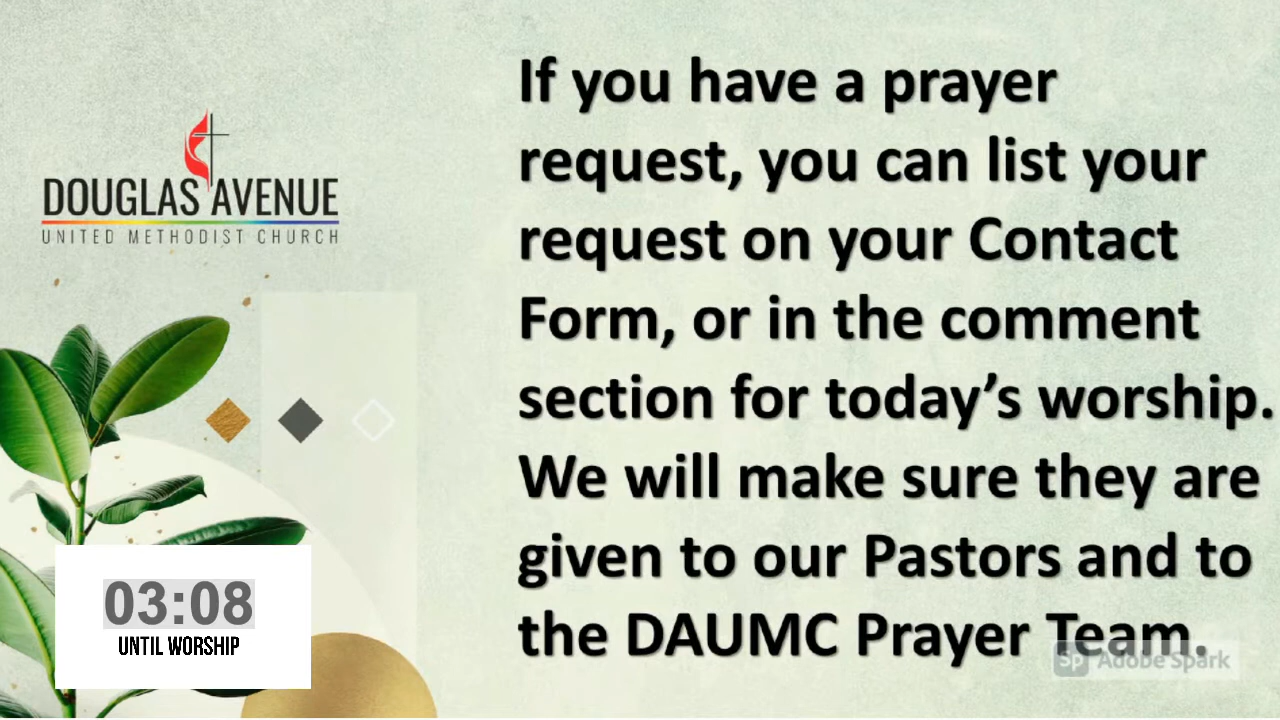 DOUGLAS AVENUE
UNITED METHODIST CHURCH
If you have a prayer
request, you can list your
request on your Contact
Form, or in the comment
section for today’s worship.
We will make sure they are
given to our Pastors and to
the DAUMC Prayer Team.
03:08
UNTIL WORSHIP
Sp Adobe Spark